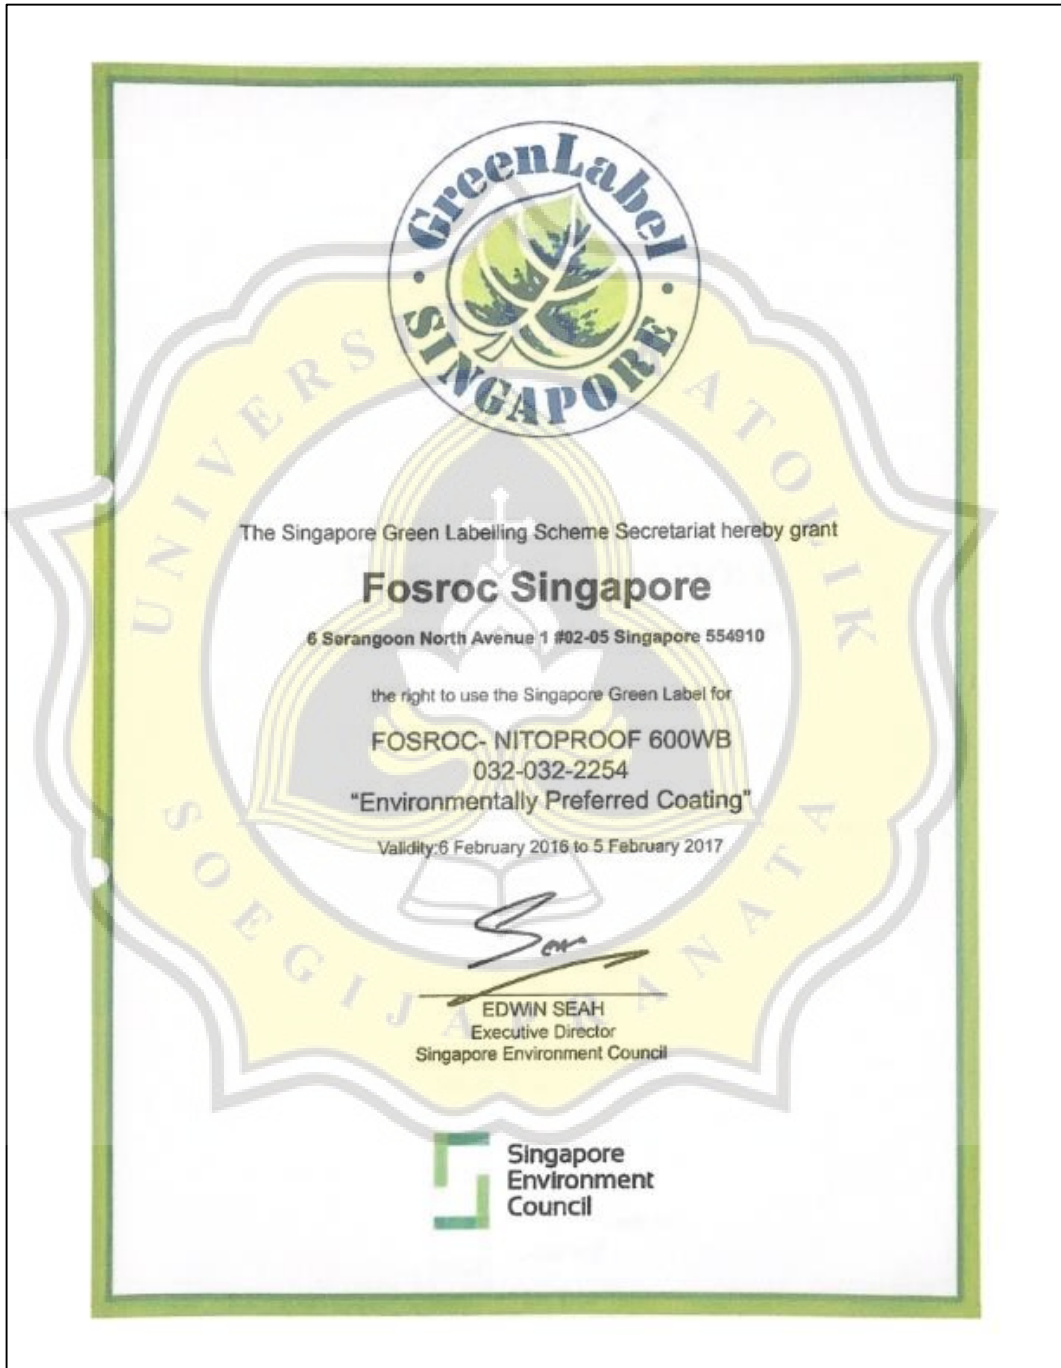 GreenLabel
SINGAPORE
UNIVERS ATOLIK
SOEGIJAPRANATA
The Singapore Green Labelling Scheme Secretariat hereby grant
Fosroc Singapore
6 Serangoon North Avenue 1 #02-05 Singapore 554910
the right to use the Singapore Green Label for
FOSROC- NITOPROOF 600WB
032-032-2254
"Environmentally Preferred Coating"
Validity:6 February 2016 to 5 February 2017
EDWIN SEAH
Executive Director
Singapore Environment Council
Singapore
Environment
Council